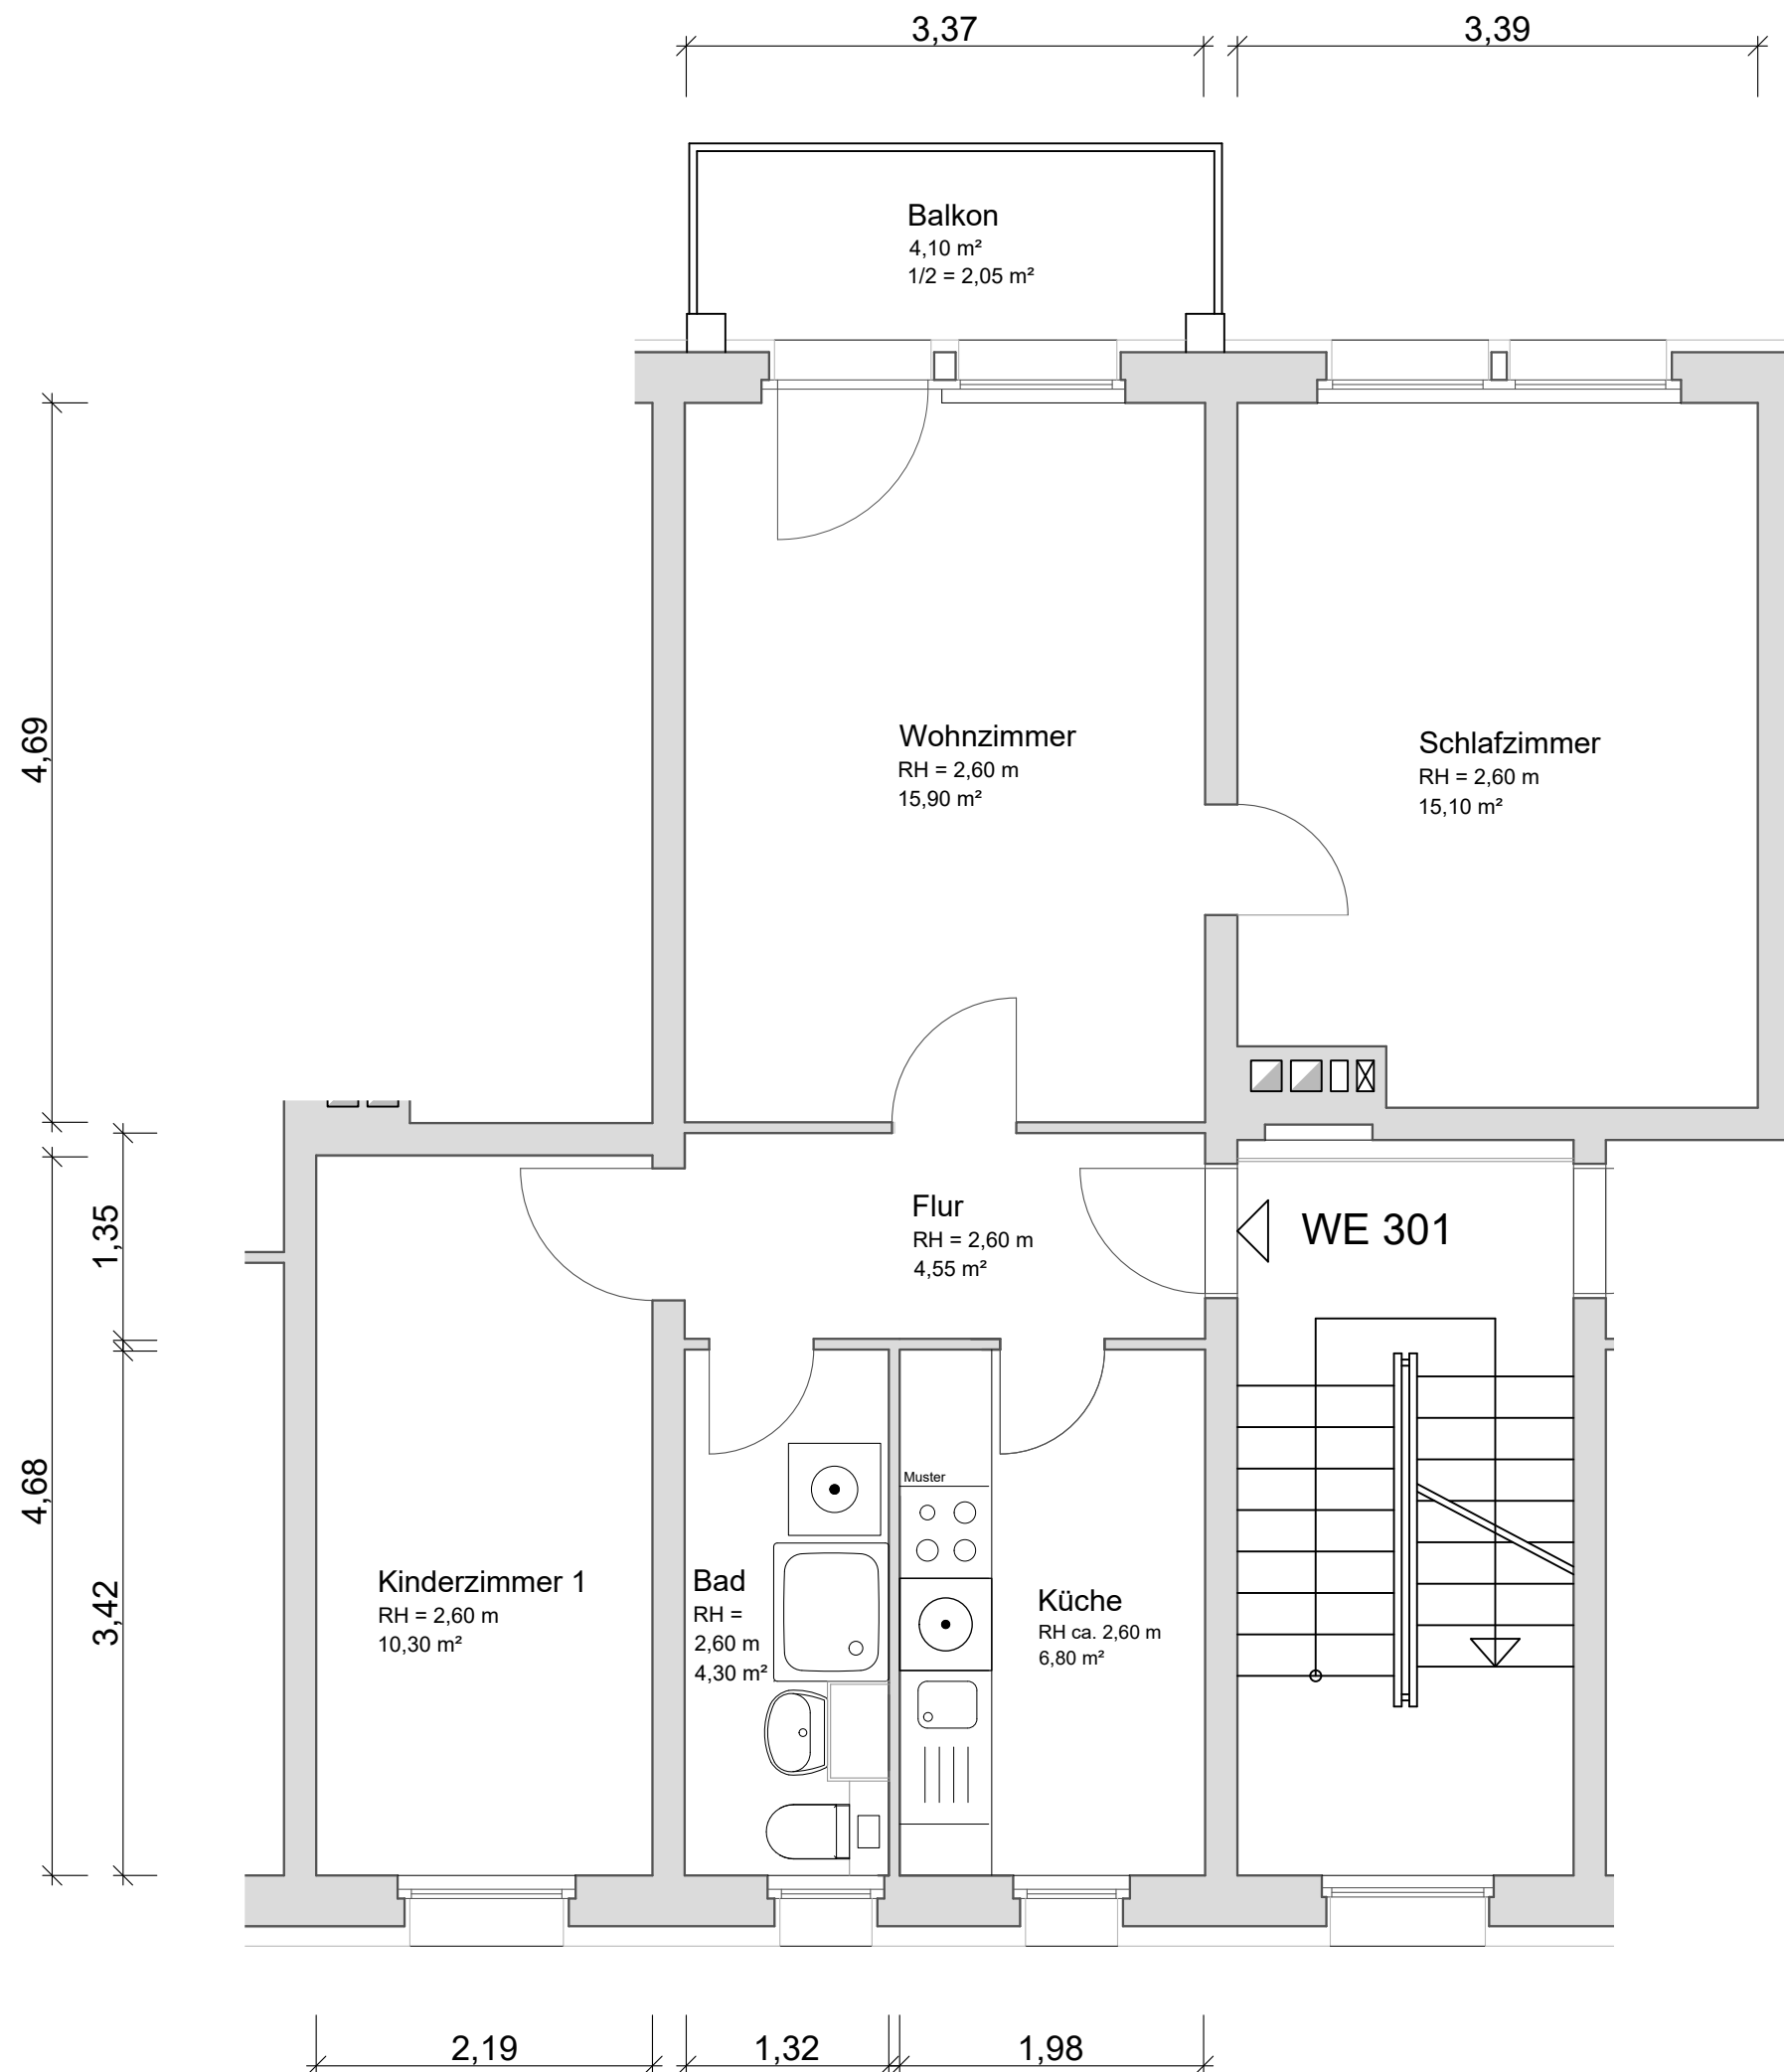 3,37
3,39
Balkon
4,10 m²
1/2 = 2,05 m²
4,69
Wohnzimmer
RH = 2,60 m
15,90 m²
Schlafzimmer
RH = 2,60 m
15,10 m²
1,35
Flur
RH = 2,60 m
4,55 m²
WE 301
4,68
3,42
Muster
Kinderzimmer 1
RH = 2,60 m
10,30 m²
Bad
RH =
2,60 m
4,30 m²
Küche
RH ca. 2,60 m
6,80 m²
2,19
1,32
1,98